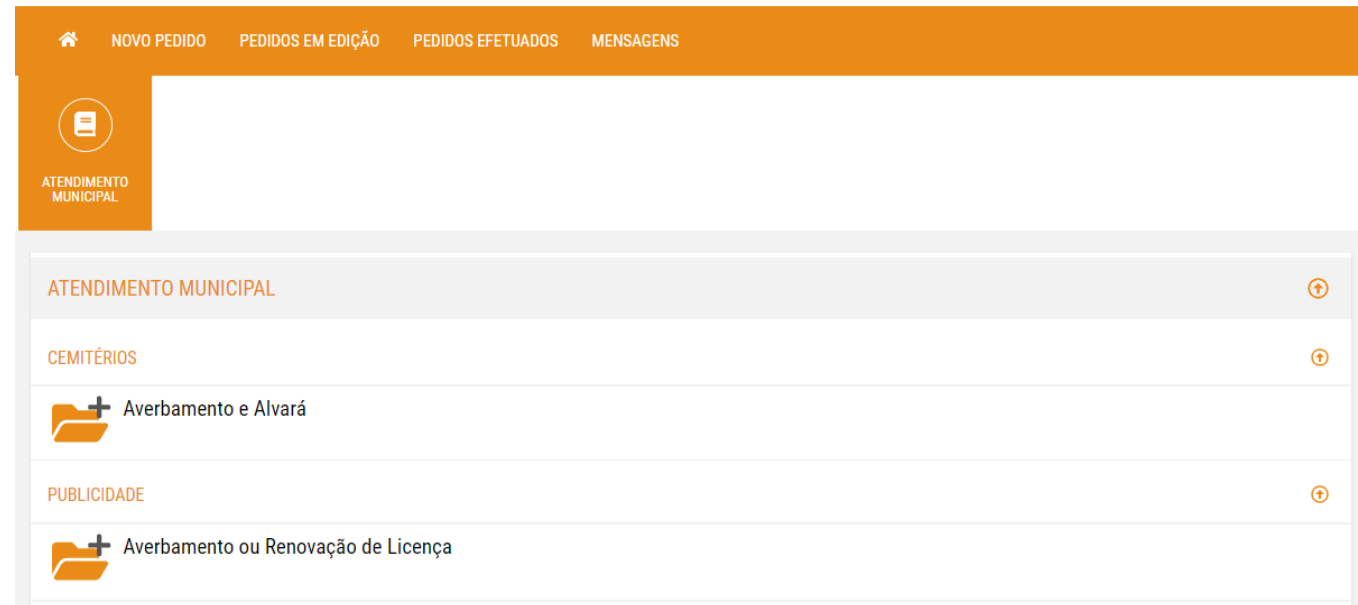 NOVO PEDIDO PEDIDOS EM EDIÇÃO PEDIDOS EFETUADOS MENSAGENS
ATENDIMENTO
MUNICIPAL
ATENDIMENTO MUNICIPAL
CEMITÉRIOS
Averbamento e Alvará
PUBLICIDADE
Averbamento ou Renovação de Licença